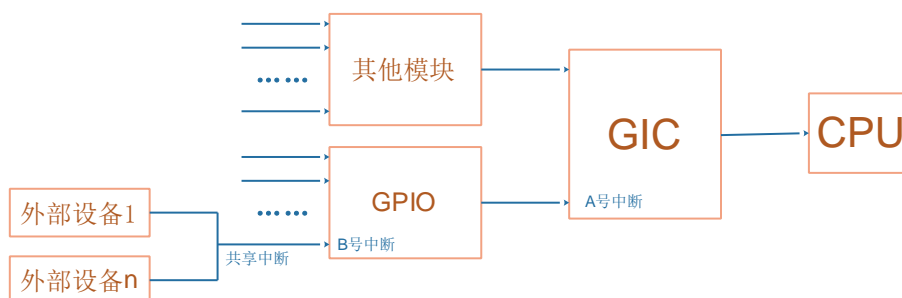 其他模块
GIC
CPU
A号中断
GPIO
B号中断
外部设备1
共享中断
外部设备n